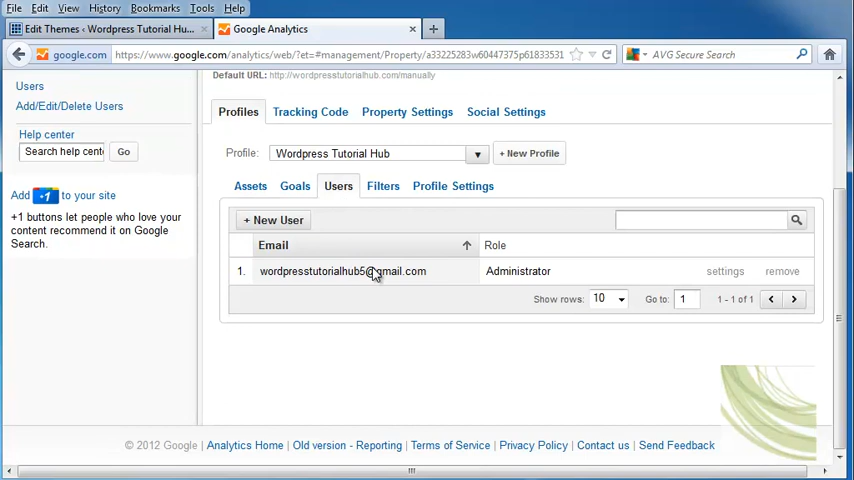 File Edit View History Bookmarks Tools Help
Edit Themes ‹ Wordpress Tutorial Hu...
Google Analytics
google.com
https://www.google.com/analytics/web/?et=#management/Property/a33225283w60447375p61833531
AVG Secure Search
Users
Add/Edit/Delete Users
Help center
Search help cente
Go
Add +1 to your site
+1 buttons let people who love your
content recommend it on Google
Search.
Default URL: http://wordpresstutorialhub.com/manually
Profiles Tracking Code Property Settings Social Settings
Profile: Wordpress Tutorial Hub + New Profile
Assets Goals Users Filters Profile Settings
+ New User
Email Role
1. wordpresstutorialhub5@gmail.com Administrator settings remove
Show rows: 10 Go to: 1 1 - 1 of 1
© 2012 Google | Analytics Home | Old version - Reporting | Terms of Service | Privacy Policy | Contact us | Send Feedback